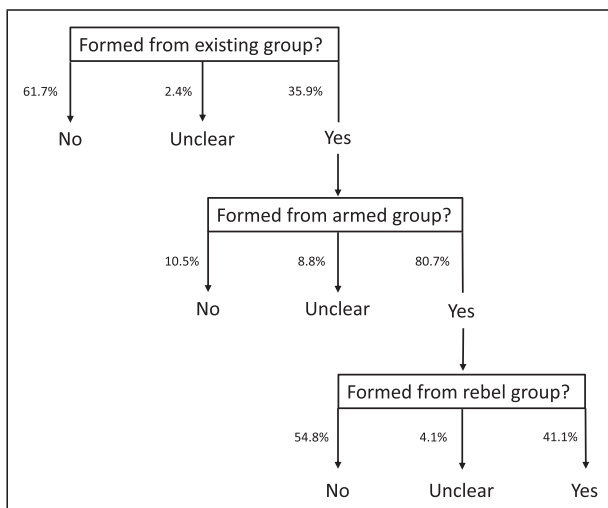 Formed from existing group?
61.7% 2.4% 35.9%
No Unclear Yes
Formed from armed group?
10.5% 8.8% 80.7%
No Unclear Yes
Formed from rebel group?
54.8% 4.1% 41.1%
No Unclear Yes